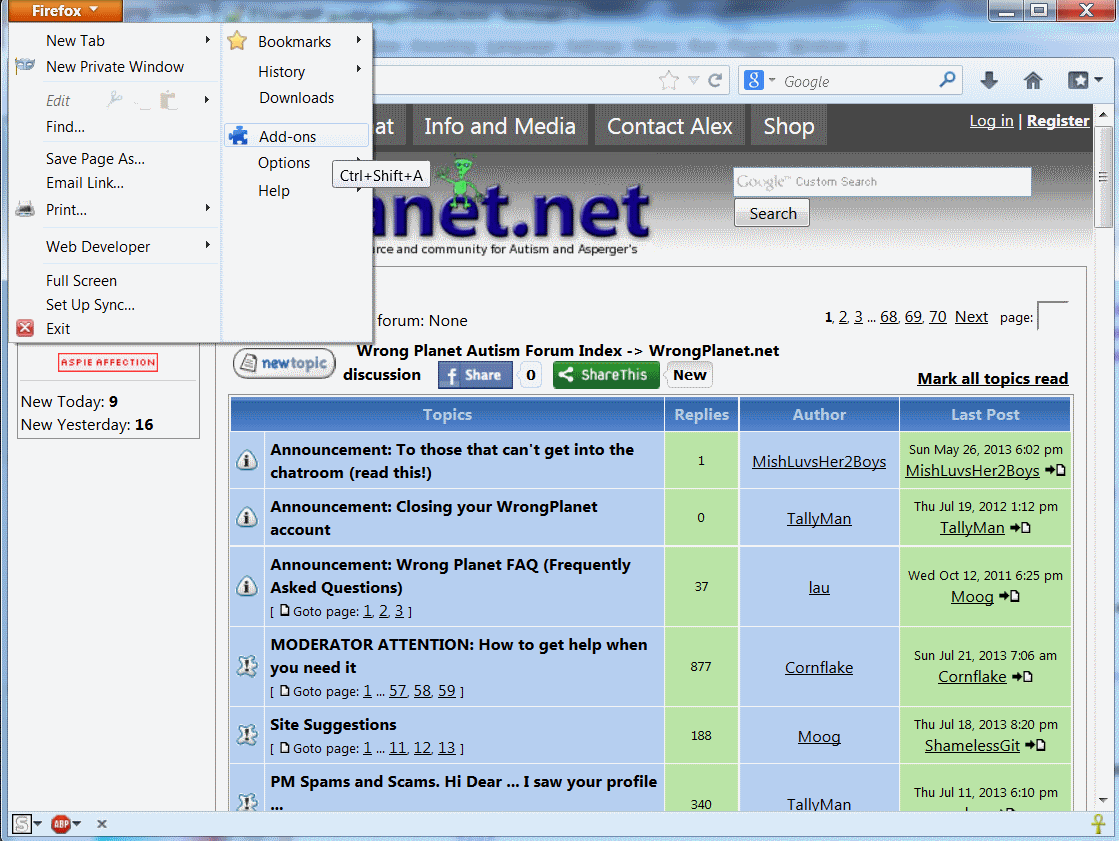 Firefox
New Tab
New Private Window
Edit
Find...
Save Page As...
Email Link...
Print...
Web Developer
Full Screen
Set Up Sync...
Exit
Bookmarks
History
Downloads
Add-ons
Options
Help
Ctrl+Shift+A
8 Google
at Info and Media Contact Alex Shop
Log in | Register
anet.net
rce and community for Autism and Asperger's
Google™ Custom Search
Search
forum: None
1, 2, 3 ... 68, 69, 70 Next page:
ASPIE AFFECTION
New Today: 9
New Yesterday: 16
newtopic
Wrong Planet Autism Forum Index -> WrongPlanet.net
discussion
f Share 0 ShareThis New
Mark all topics read
Topics Replies Author Last Post
Announcement: To those that can't get into the
chatroom (read this!)
1
MishLuvsHer2Boys
Sun May 26, 2013 6:02 pm
MishLuvsHer2Boys
Announcement: Closing your WrongPlanet
account
0
TallyMan
Thu Jul 19, 2012 1:12 pm
TallyMan
Announcement: Wrong Planet FAQ (Frequently
Asked Questions)
[ Goto page: 1, 2, 3 ]
37
lau
Wed Oct 12, 2011 6:25 pm
Moog
MODERATOR ATTENTION: How to get help when
you need it
[ Goto page: 1 ... 57, 58, 59 ]
877
Cornflake
Sun Jul 21, 2013 7:06 am
Cornflake
Site Suggestions
[ Goto page: 1 ... 11, 12, 13 ]
188
Moog
Thu Jul 18, 2013 8:20 pm
ShamelessGit
PM Spams and Scams. Hi Dear ... I saw your profile
...
340
TallyMan
Thu Jul 11, 2013 6:10 pm
S
ABP